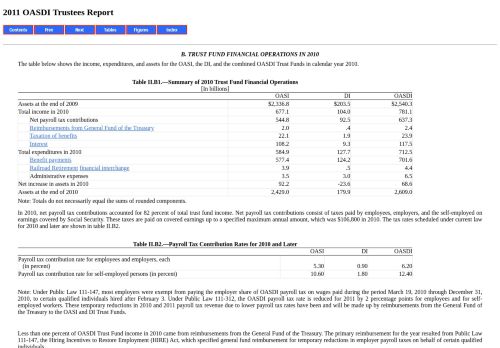 2011 OASDI Trustees Report
Contents Prev Next Tables Figures Index
B. TRUST FUND FINANCIAL OPERATIONS IN 2010
The table below shows the income, expenditures, and assets for the OASI, the DI, and the combined OASDI Trust Funds in calendar year 2010.
Table II.B1.—Summary of 2010 Trust Fund Financial Operations
[In billions]
OASI DI OASDI
Assets at the end of 2009 $2,336.8 $203.5 $2,540.3
Total income in 2010 677.1 104.0 781.1
Net payroll tax contributions 544.8 92.5 637.3
Reimbursements from General Fund of the Treasury 2.0 .4 2.4
Taxation of benefits 22.1 1.9 23.9
Interest 108.2 9.3 117.5
Total expenditures in 2010 584.9 127.7 712.5
Benefit payments 577.4 124.2 701.6
Railroad Retirement financial interchange 3.9 .5 4.4
Administrative expenses 3.5 3.0 6.5
Net increase in assets in 2010 92.2 -23.6 68.6
Assets at the end of 2010 2,429.0 179.9 2,609.0
Note: Totals do not necessarily equal the sums of rounded components.
In 2010, net payroll tax contributions accounted for 82 percent of total trust fund income. Net payroll tax contributions consist of taxes paid by employees, employers, and the self-employed on
earnings covered by Social Security. These taxes are paid on covered earnings up to a specified maximum annual amount, which was $106,800 in 2010. The tax rates scheduled under current law
for 2010 and later are shown in table II.B2.
Table II.B2.—Payroll Tax Contribution Rates for 2010 and Later
OASI DI OASDI
Payroll tax contribution rate for employees and employers, each
(in percent) 5.30 0.90 6.20
Payroll tax contribution rate for self-employed persons (in percent) 10.60 1.80 12.40
Note: Under Public Law 111-147, most employers were exempt from paying the employer share of OASDI payroll tax on wages paid during the period March 19, 2010 through December 31,
2010, to certain qualified individuals hired after February 3. Under Public Law 111-312, the OASDI payroll tax rate is reduced for 2011 by 2 percentage points for employees and for self-
employed workers. These temporary reductions in 2010 and 2011 payroll tax revenue due to lower payroll tax rates have been and will be made up by reimbursements from the General Fund of
the Treasury to the OASI and DI Trust Funds.
Less than one percent of OASDI Trust Fund income in 2010 came from reimbursements from the General Fund of the Treasury. The primary reimbursement for the year resulted from Public Law
111-147, the Hiring Incentives to Restore Employment (HIRE) Act, which specified general fund reimbursement for temporary reductions in employer payroll taxes on behalf of certain qualified
individuals.